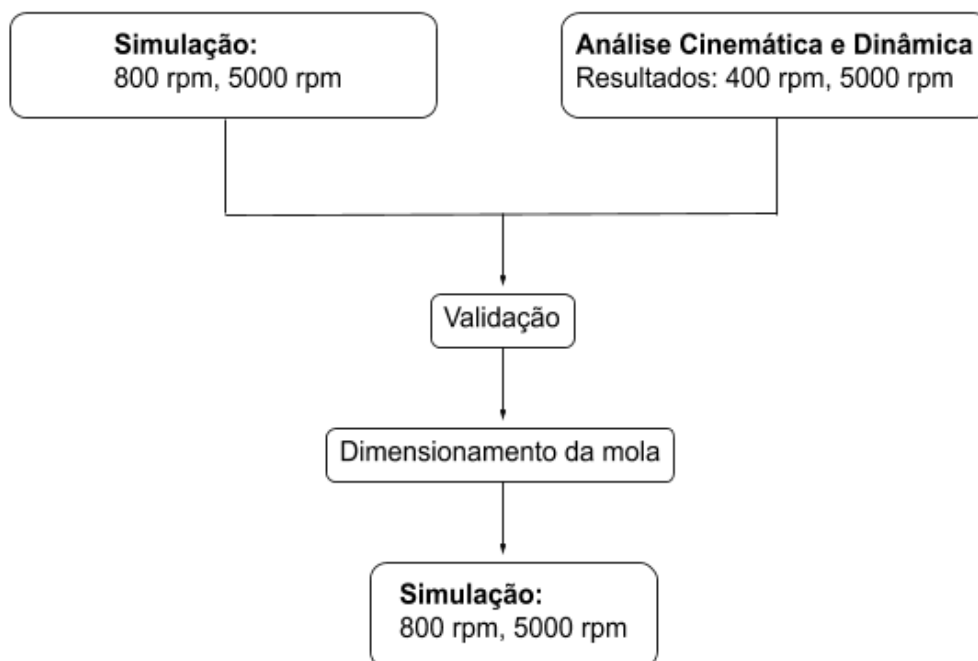 Simulação:
800 rpm, 5000 rpm
Análise Cinemática e Dinâmica
Resultados: 400 rpm, 5000 rpm
Validação
Dimensionamento da mola
Simulação:
800 rpm, 5000 rpm